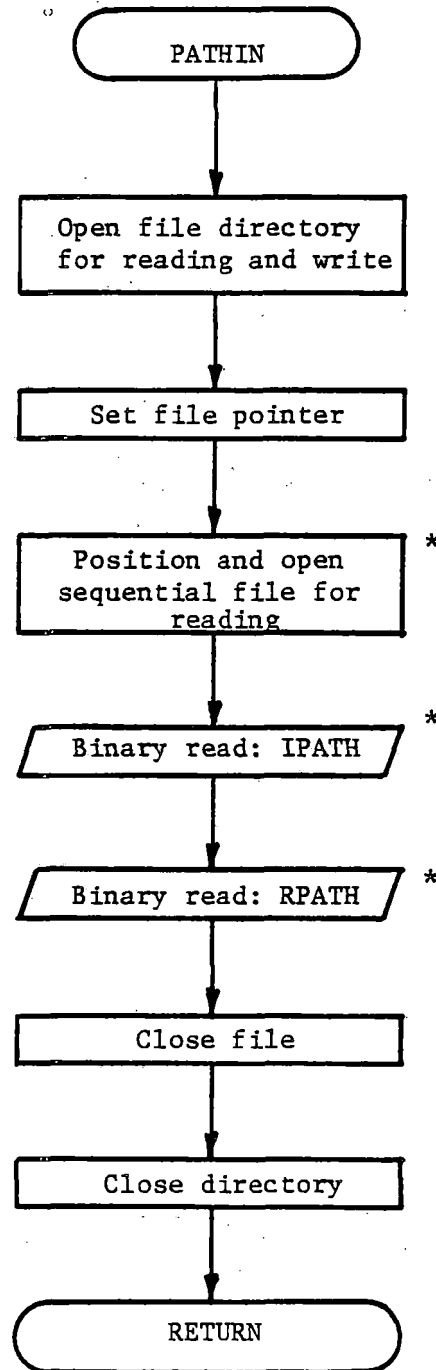 PATHIN
Open file directory
for reading and write
Set file pointer
*
Position and open
sequential file for
reading
*
Binary read: IPATH
*
Binary read: RPATH
Close file
Close directory
RETURN